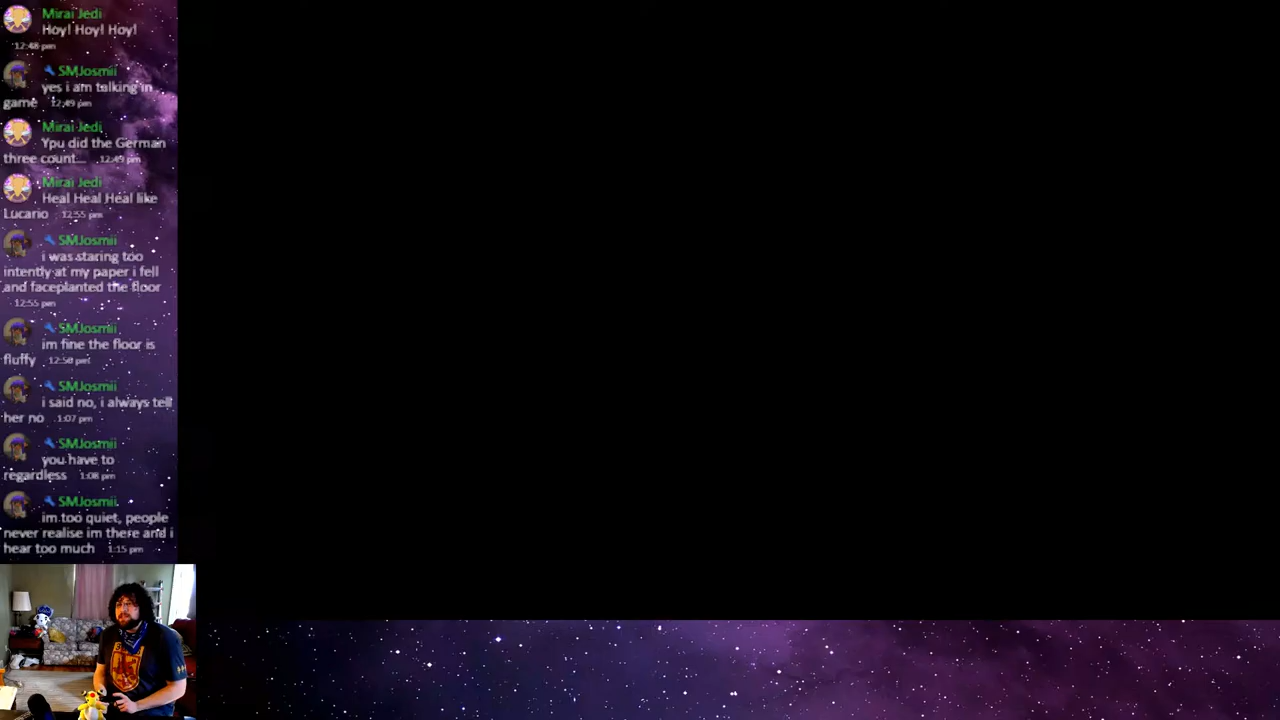 Mirai Jedi
Hoy! Hoy! Hoy!
12:48 pm
SMJosmii
yes i am talking in
game 12:49 pm
Mirai Jedi
Ypu did the German
three count... 12:49 pm
Mirai Jedi
Heal Heal Heal like
Lucario 12:55 pm
SMJosmii
i was staring too
intently at my paper i fell
and faceplanted the floor
12:55 pm
SMJosmii
im fine the floor is
fluffy
SMJosmii
i said no, i always tell
her no 1:07 pm
SMJosmii
you have to
regardless 1:08 pm
SMJosmii
im too quiet, people
never realise im there and i
hear too much 1:15 pm